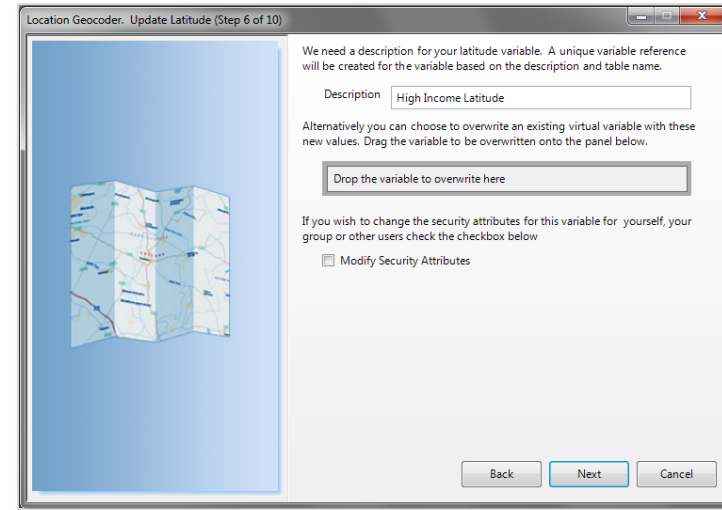 Location Geocoder. Update Latitude (Step 6 of 10)
We need a description for your latitude variable. A unique variable reference
will be created for the variable based on the description and table name.
Description High Income Latitude
Alternatively you can choose to overwrite an existing virtual variable with these
new values. Drag the variable to be overwritten onto the panel below.
Drop the variable to overwrite here
If you wish to change the security attributes for this variable for yourself, your
group or other users check the checkbox below
Modify Security Attributes
Back Next Cancel